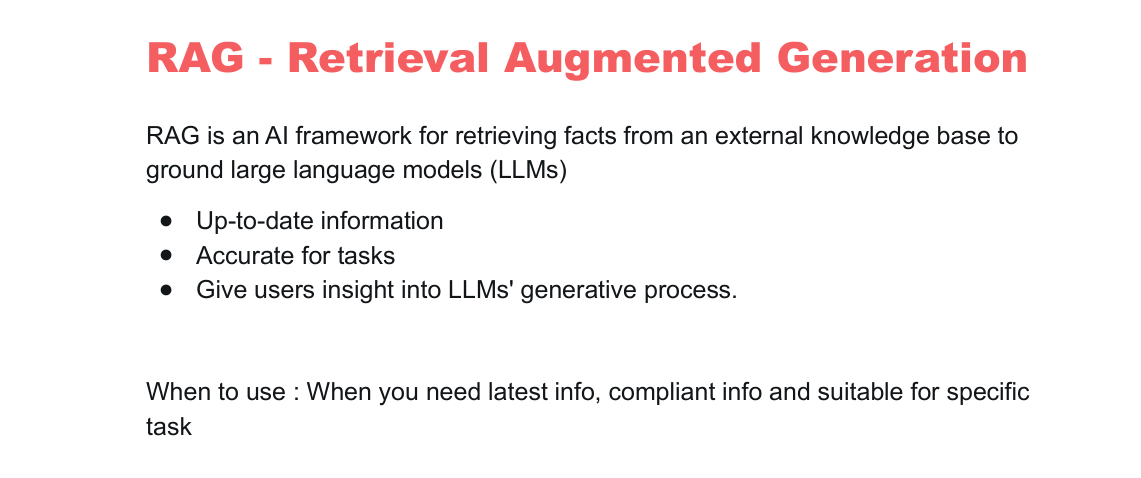 RAG - Retrieval Augmented Generation
RAG is an AI framework for retrieving facts from an external knowledge base to
ground large language models (LLMs)
● Up-to-date information
● Accurate for tasks
● Give users insight into LLMs' generative process.
When to use : When you need latest info, compliant info and suitable for specific
task